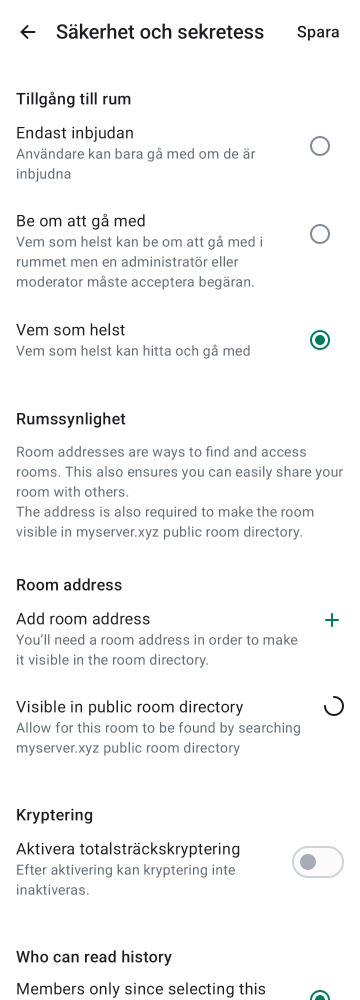 Säkerhet och sekretess Spara
Tillgång till rum
Endast inbjudan
Användare kan bara gå med om de är
inbjudna
Be om att gå med
Vem som helst kan be om att gå med i
rummet men en administratör eller
moderator måste acceptera begäran.
Vem som helst
Vem som helst kan hitta och gå med
Rumssynlighet
Room addresses are ways to find and access
rooms. This also ensures you can easily share your
room with others.
The address is also required to make the room
visible in myserver.xyz public room directory.
Room address
Add room address
You'll need a room address in order to make
it visible in the room directory.
Visible in public room directory
Allow for this room to be found by searching
myserver.xyz public room directory
Kryptering
Aktivera totalsträckskryptering
Efter aktivering kan kryptering inte
inaktiveras.
Who can read history
Members only since selecting this